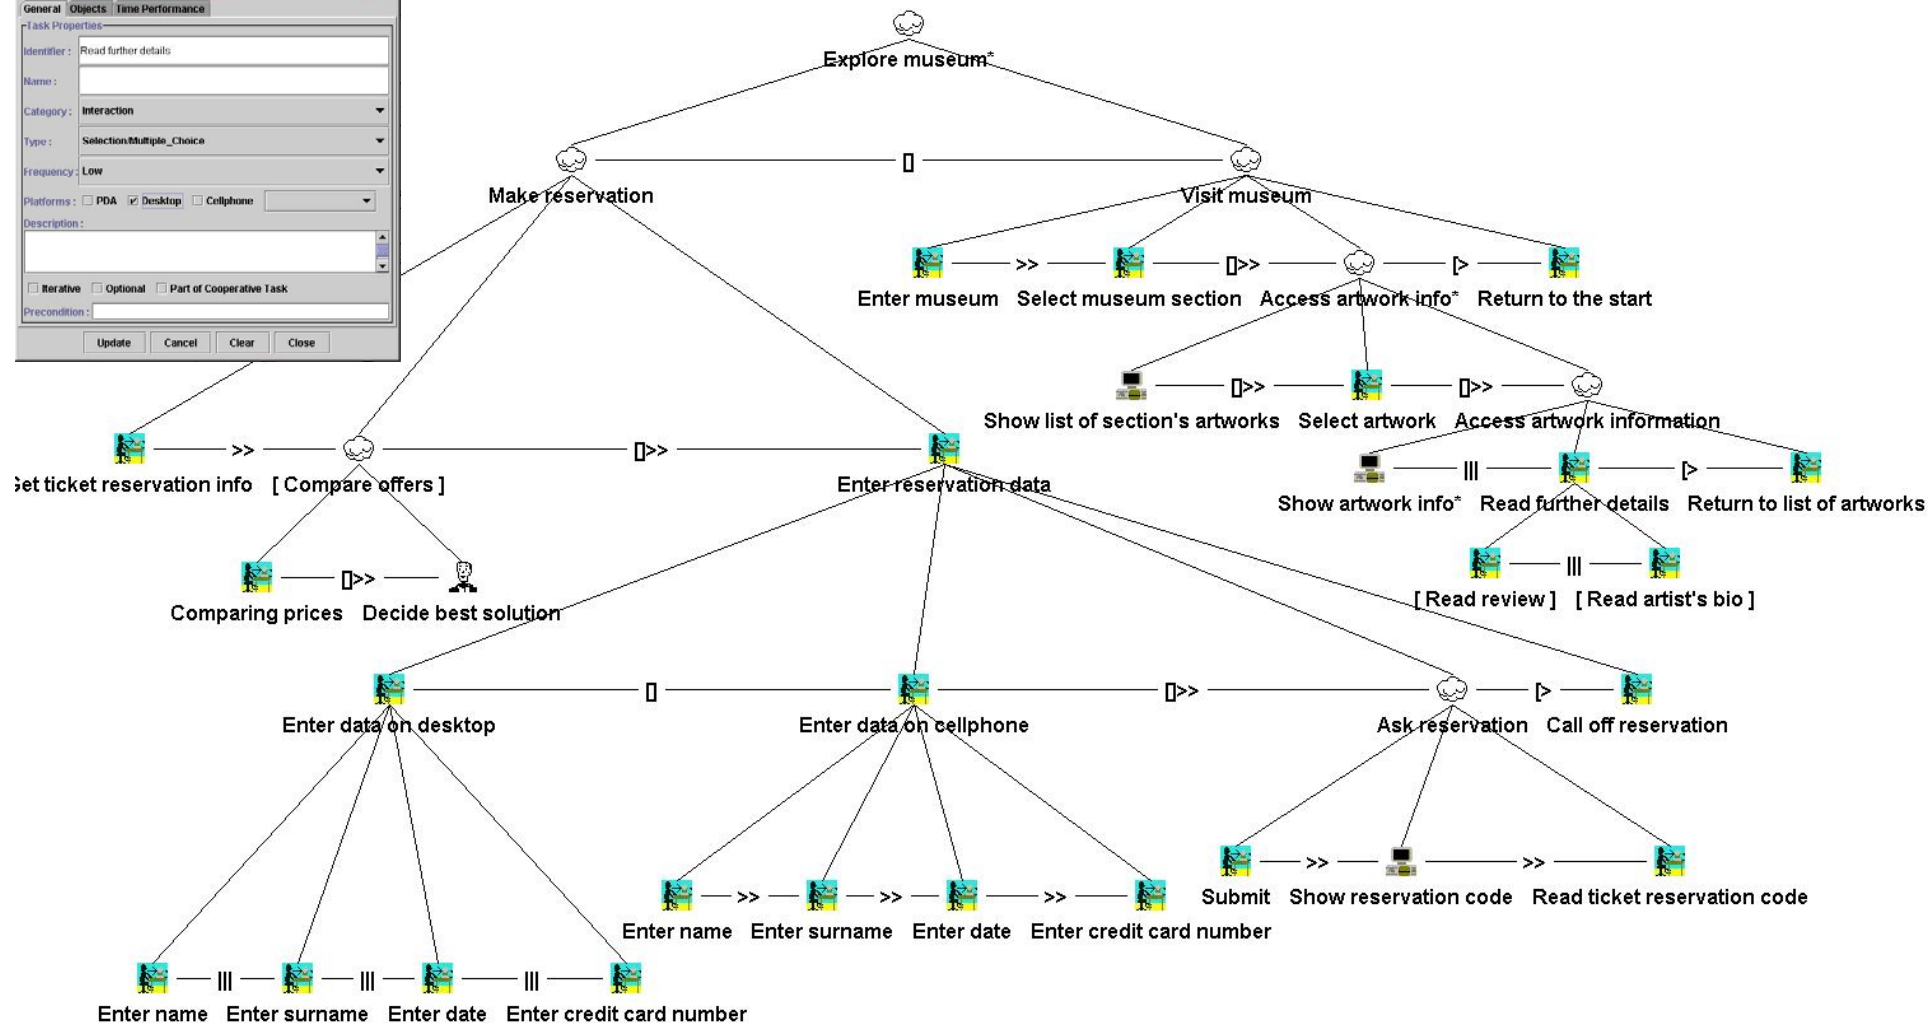 General Objects Time Performance
Task Properties
Identifier : Read further details
Name :
Category : Interaction
Type : Selection/Multiple_Choice
Frequency : Low
Platforms : PDA Desktop Cellphone
Description :
Iterative Optional Part of Cooperative Task
Precondition :
Update Cancel Clear Close
Explore museum*
Make reservation [] Visit museum
>> []>> [>
Enter museum Select museum section Access artwork info* Return to the start
[]>> []>>
Show list of section's artworks Select artwork Access artwork information
>> []>>
Get ticket reservation info [ Compare offers ] Enter reservation data
||| [>
Show artwork info* Read further details Return to list of artworks
|||
[ Read review ] [ Read artist's bio ]
[]>>
Comparing prices Decide best solution
[] []>> [>
Enter data on desktop Enter data on cellphone Ask reservation Call off reservation
>> >>
Submit Show reservation code Read ticket reservation code
>> >> >>
Enter name Enter surname Enter date Enter credit card number
||| ||| |||
Enter name Enter surname Enter date Enter credit card number